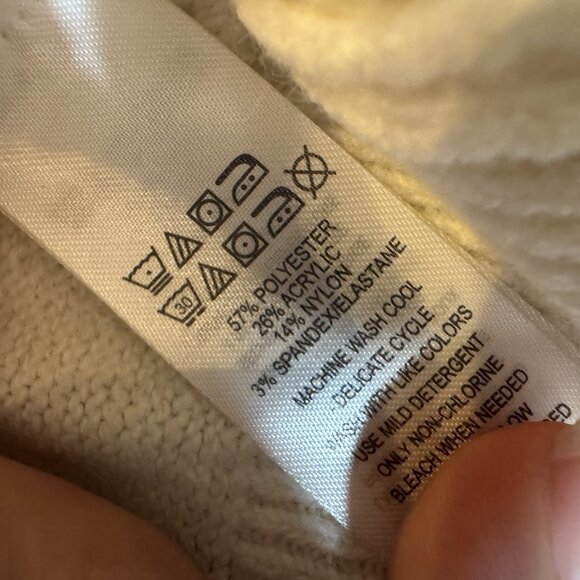 30
57% POLYESTER
26% ACRYLIC
14% NYLON
3% SPANDEX/ELASTANE
MACHINE WASH COOL
-DELICATE CYCLE
WASH WITH LIKE COLORS
USE MILD DETERGENT
ONLY NON-CHLORINE
BLEACH WHEN NEEDED